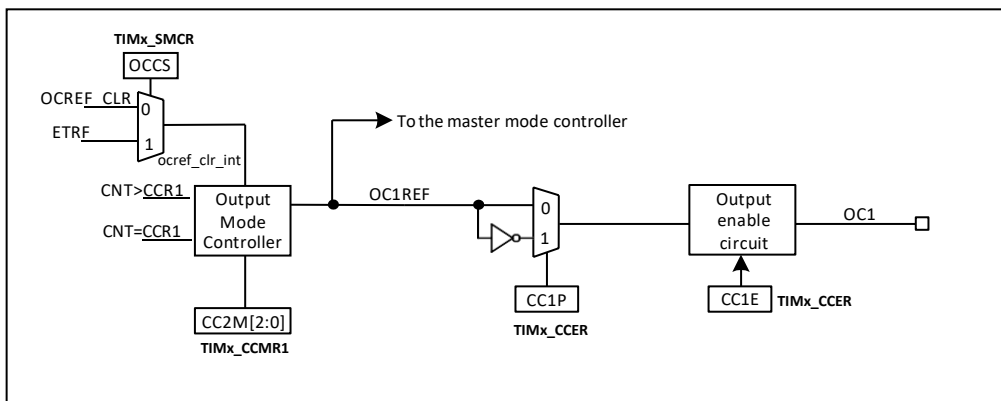 TIMx_SMCR
OCCS
OCREF_CLR
0
ETRF
1
ocref_clr_int
To the master mode controller
CNT>CCR1
CNT=CCR1
Output
Mode
Controller
OC1REF
0
1
Output
enable
circuit
OC1
CC1P
TIMx_CCER
CC1E
TIMx_CCER
CC2M[2:0]
TIMx_CCMR1